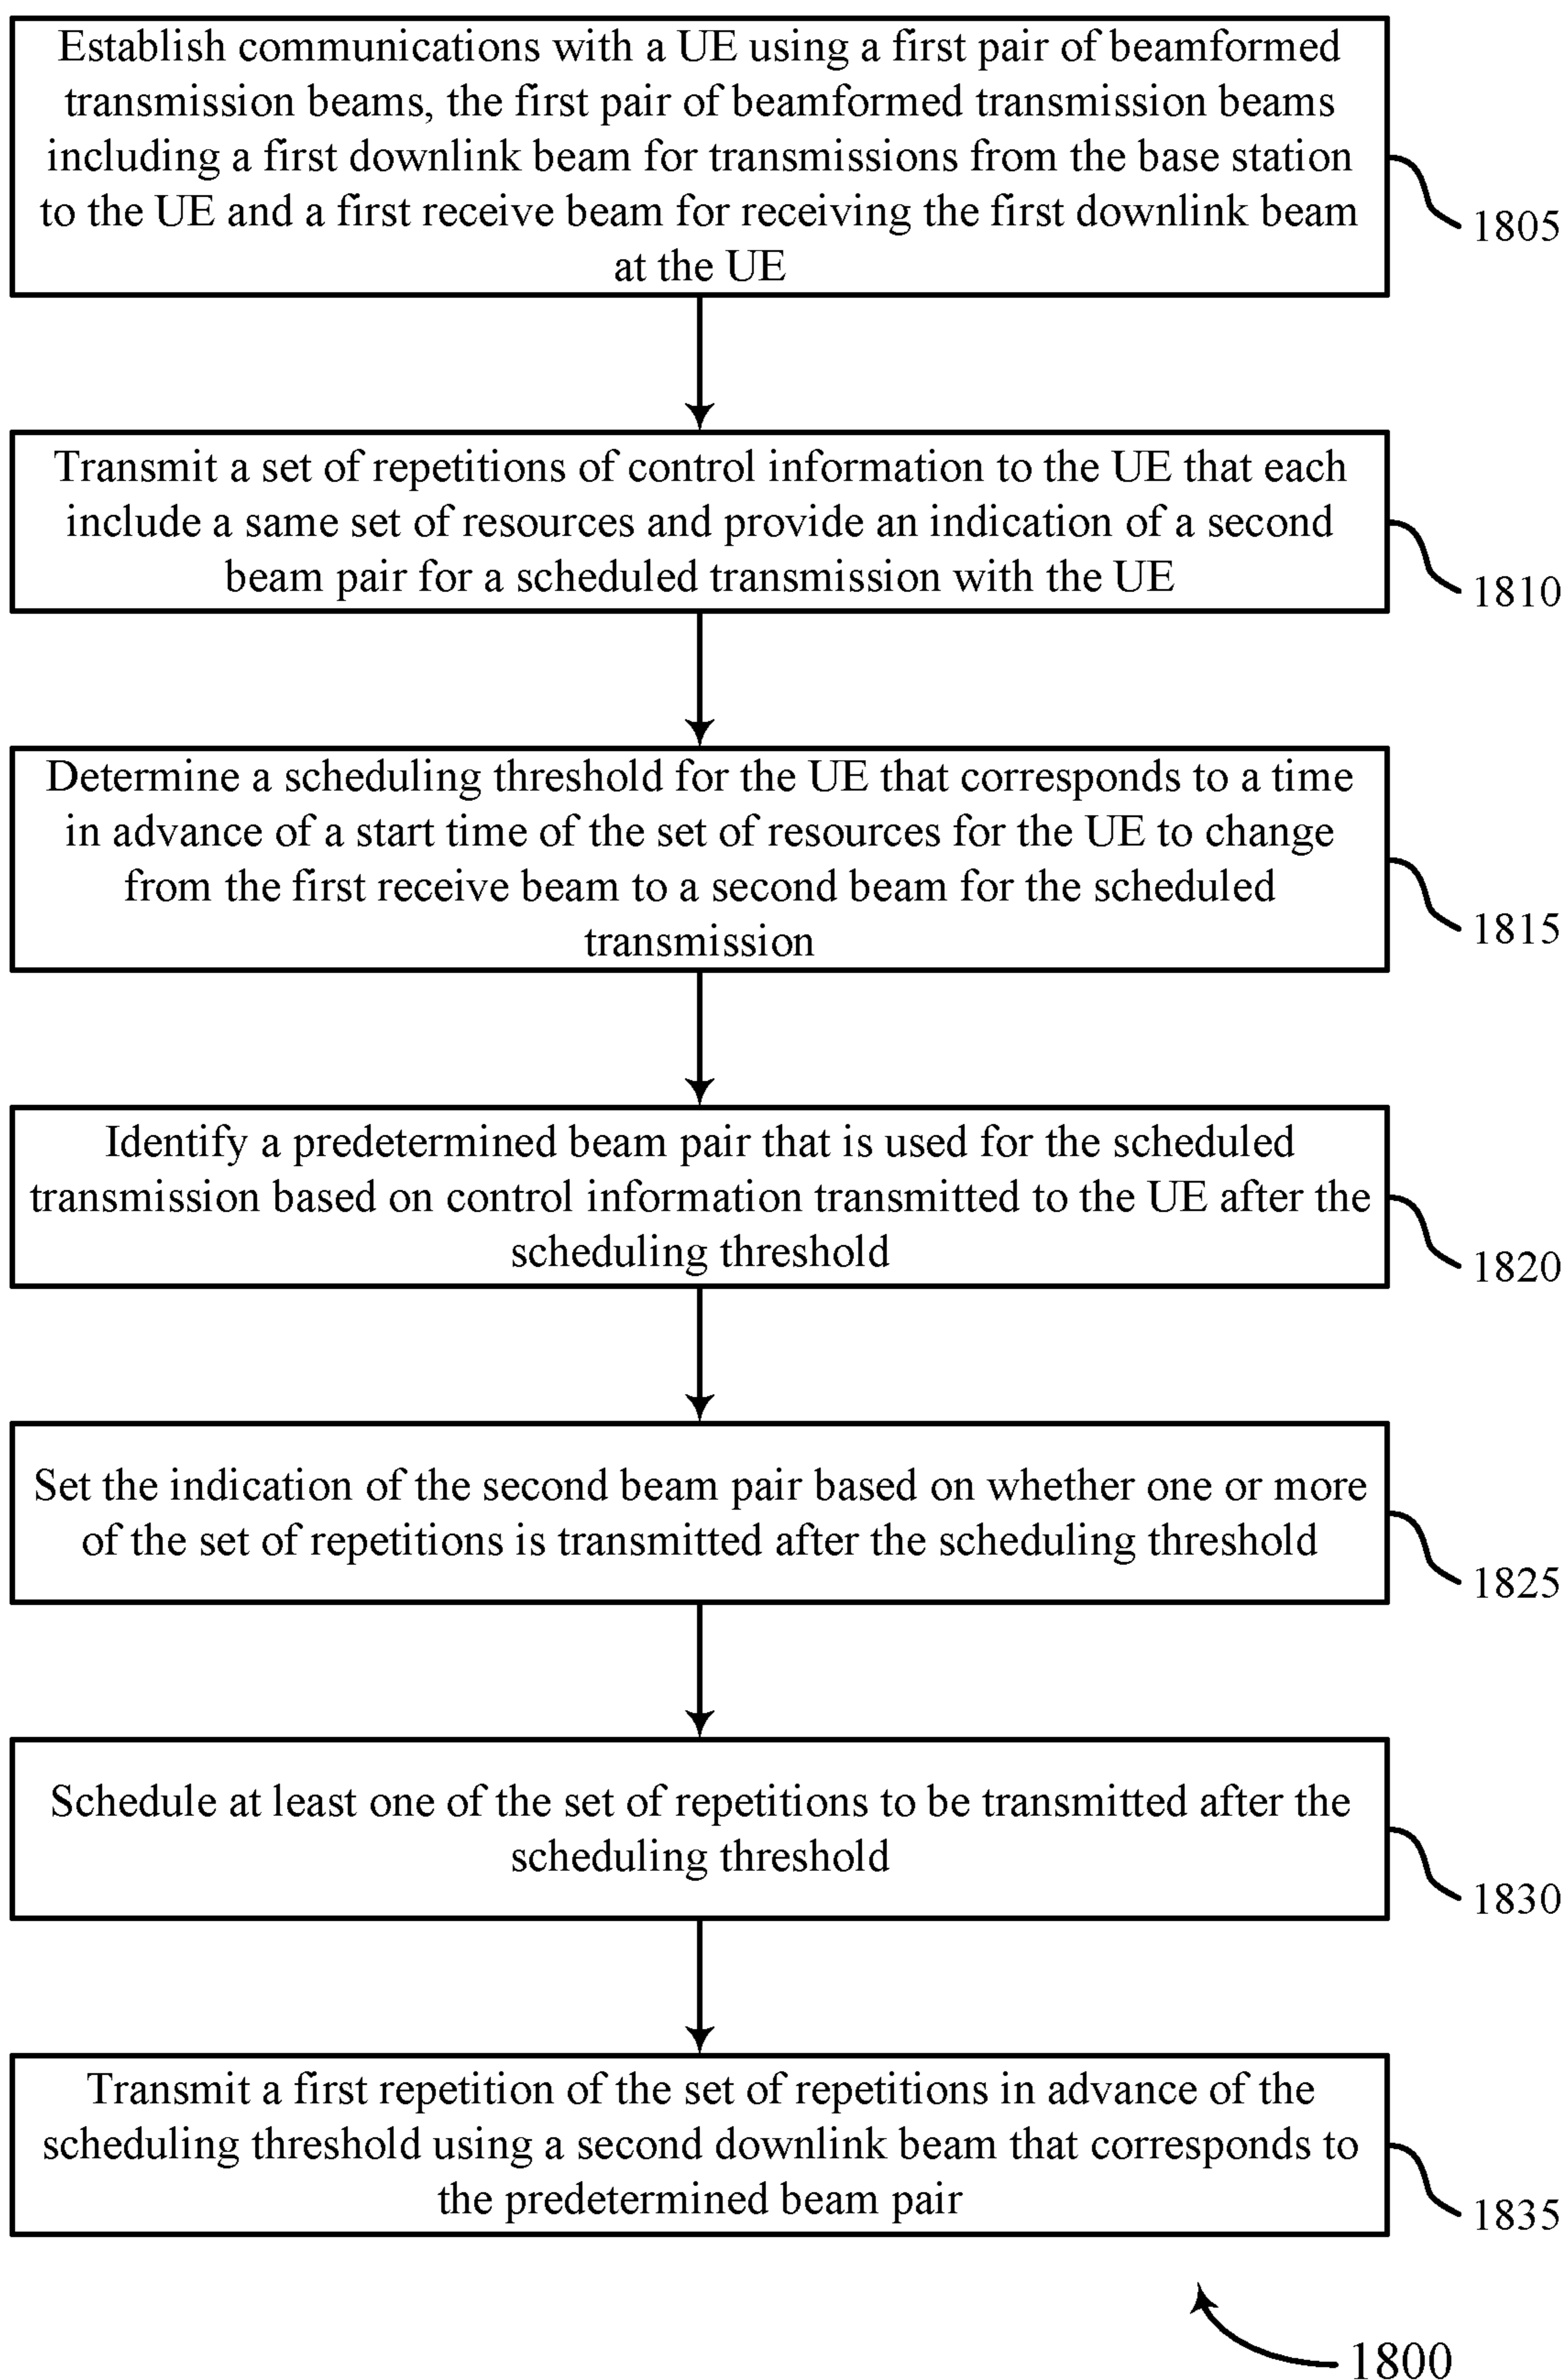 Establish communications with a UE using a first pair of beamformed
transmission beams, the first pair of beamformed transmission beams
including a first downlink beam for transmissions from the base station
to the UE and a first receive beam for receiving the first downlink beam
at the UE
1805
Transmit a set of repetitions of control information to the UE that each
include a same set of resources and provide an indication of a second
beam pair for a scheduled transmission with the UE
1810
Determine a scheduling threshold for the UE that corresponds to a time
in advance of a start time of the set of resources for the UE to change
from the first receive beam to a second beam for the scheduled
transmission
1815
Identify a predetermined beam pair that is used for the scheduled
transmission based on control information transmitted to the UE after the
scheduling threshold
1820
Set the indication of the second beam pair based on whether one or more
of the set of repetitions is transmitted after the scheduling threshold
1825
Schedule at least one of the set of repetitions to be transmitted after the
scheduling threshold
1830
Transmit a first repetition of the set of repetitions in advance of the
scheduling threshold using a second downlink beam that corresponds to
the predetermined beam pair
1835
1800